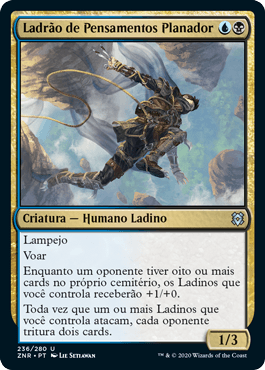 Ladrão de Pensamentos Planador
Criatura — Humano Ladino
Lampejo
Voar
Enquanto um oponente tiver oito ou mais
cards no próprio cemitério, os Ladinos que
você controla receberão +1/+0.
Toda vez que um ou mais Ladinos que
você controla atacam, cada oponente
tritura dois cards.
1/3
236/280 U
ZNR • PT Lie Setiawan
™ & © 2020 Wizards of the Coast